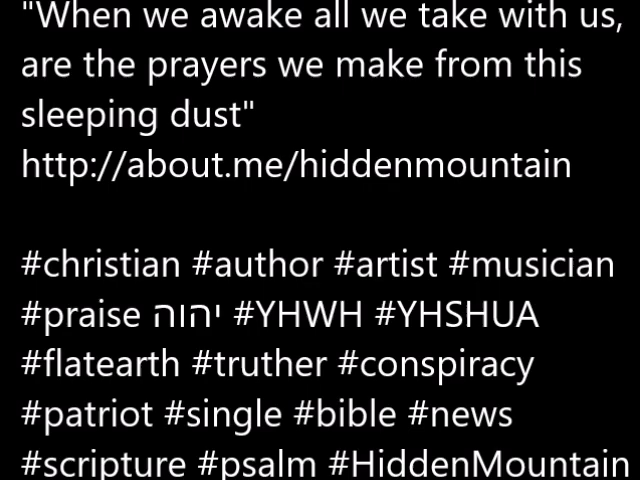 "When we awake all we take with us,
are the prayers we make from this
sleeping dust"
http://about.me/hiddenmountain
#christian #author #artist #musician
#praise יהוה #YHWH #YHSHUA
#flatearth #truther #conspiracy
#patriot #single #bible #news
#scripture #psalm #HiddenMountain